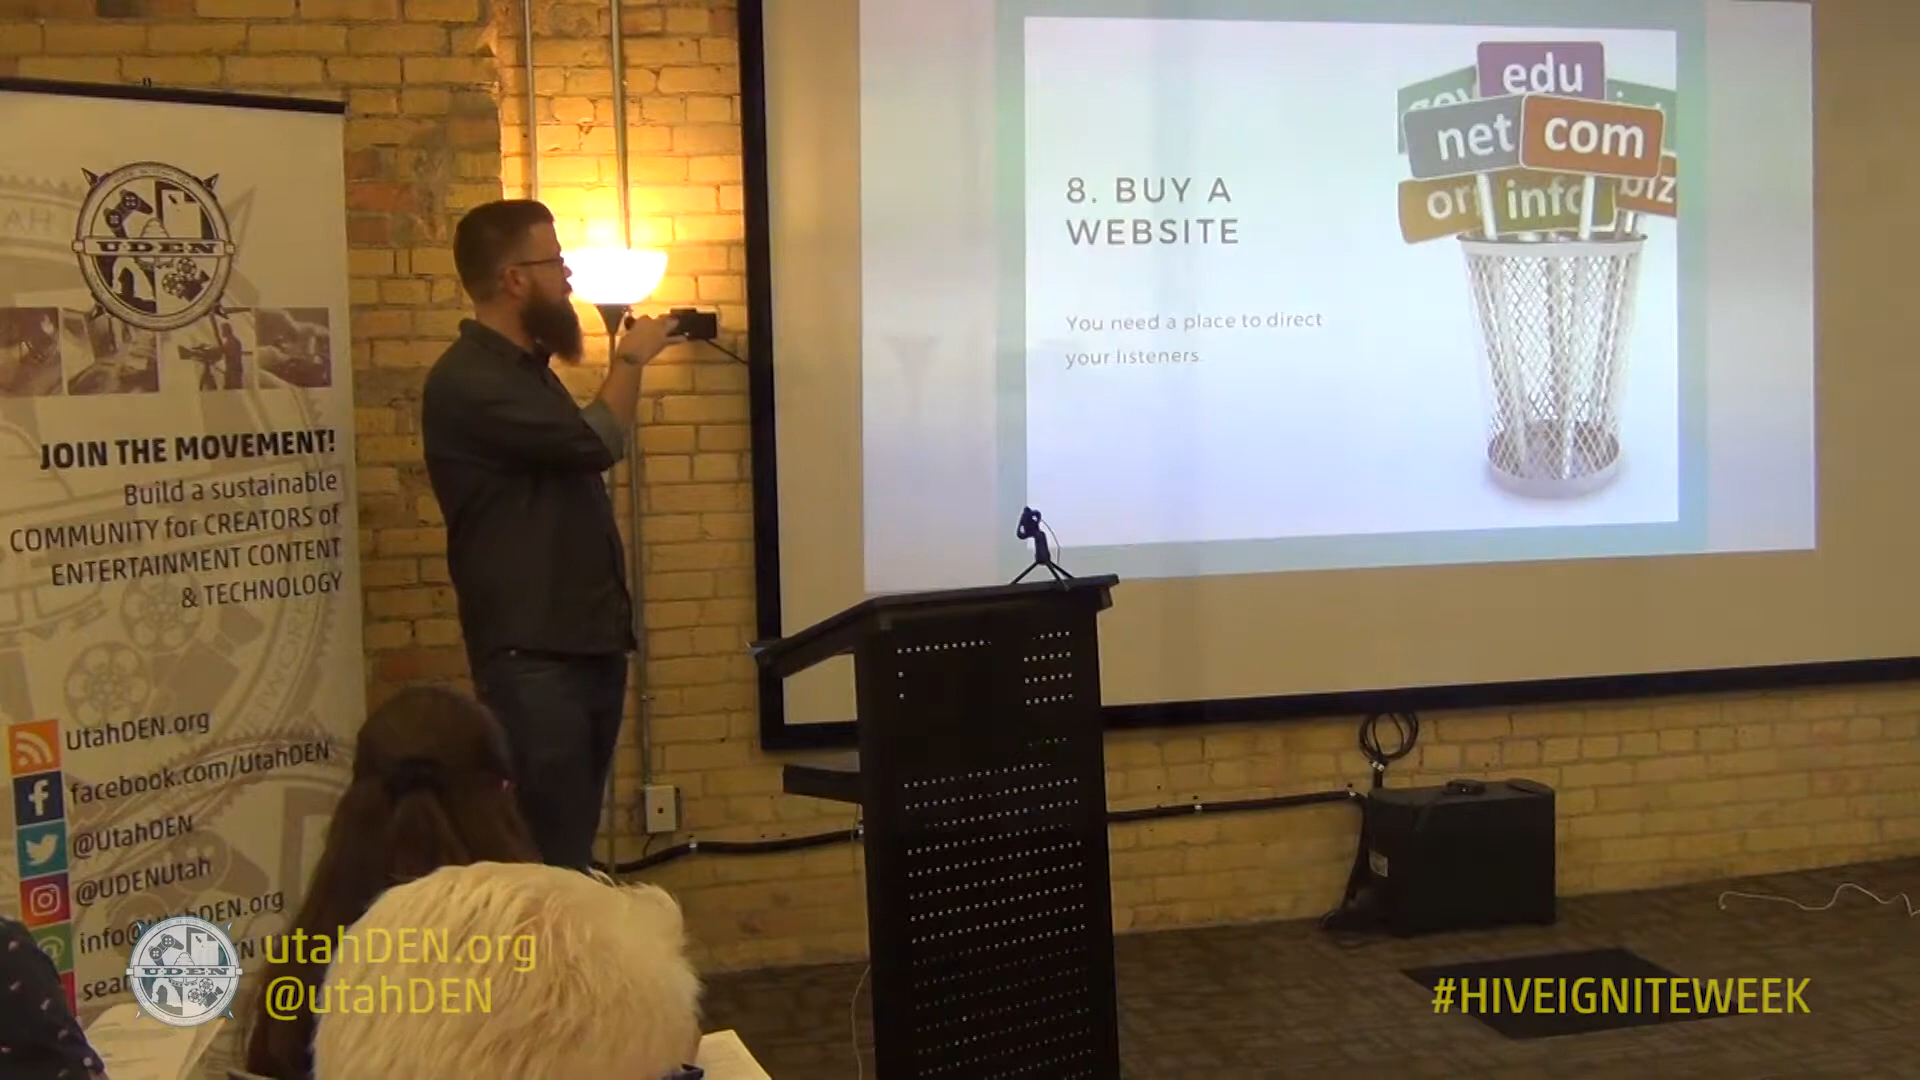 UDEN
JOIN THE MOVEMENT!
Build a sustainable
COMMUNITY for CREATORS of
ENTERTAINMENT CONTENT
& TECHNOLOGY
UtahDEN.org
facebook.com/UtahDEN
@UtahDEN
@UDENUtah
edu
net
com
info
biz
8. BUY A
WEBSITE
You need a place to direct
your listeners.
UDEN
utahDEN.org
@utahDEN
#HIVEIGNITEWEEK